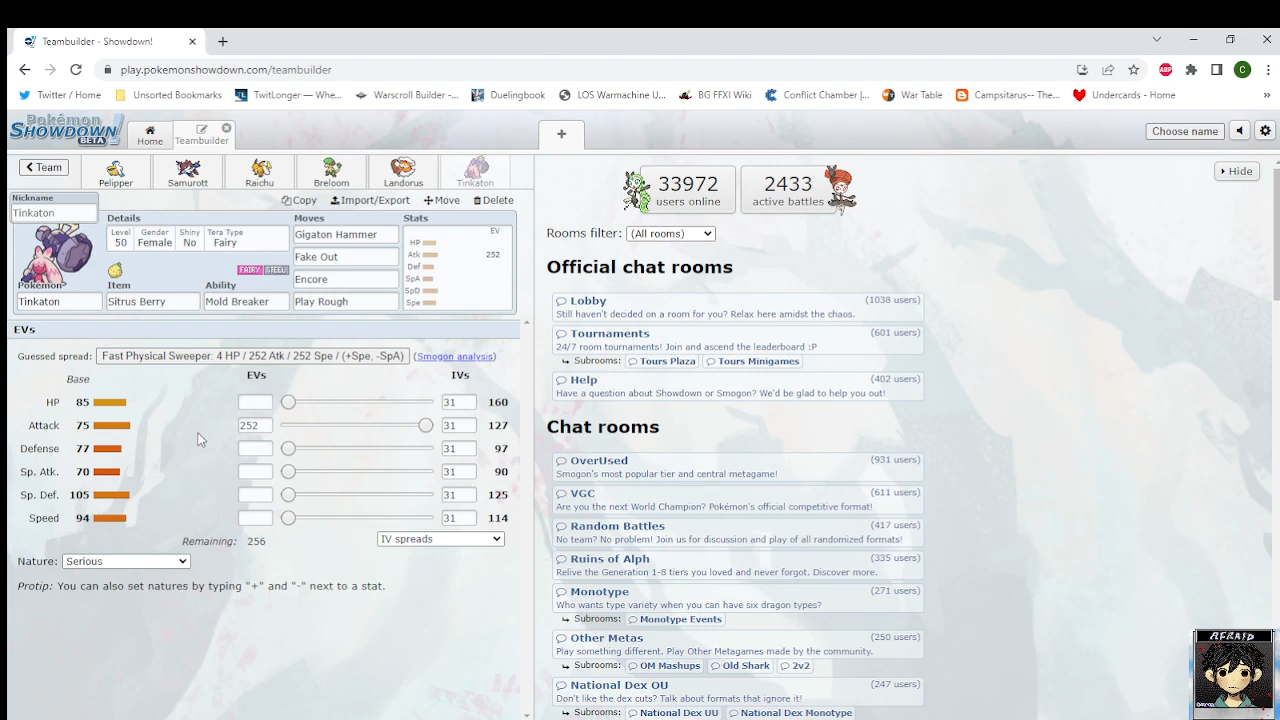 Teambuilder - Showdown!
play.pokemonshowdown.com/teambuilder
Twitter / Home Unsorted Bookmarks TwitLonger — Whe... Warscroll Builder -... Duelingbook LOS Warmachine U... BG FFXI Wiki Conflict Chamber |... War Table Campsitarus-- The... Undercards - Home »
ABP C
Pokémon
SHOWDOWN!
BETA
Home Teambuilder + Choose name
< Team Pelipper Samurott Raichu Breloom Landorus Tinkaton
Nickname
Tinkaton
Copy Import/Export Move Delete
Details
Level Gender Shiny Tera Type
50 Female No Fairy
FAIRY STEEL
Pokémon Item Ability
Tinkaton Sitrus Berry Mold Breaker
Moves
Gigaton Hammer
Fake Out
Encore
Play Rough
Stats
EV
HP
Atk 252
Def
SpA
SpD
Spe
EVs
Guessed spread: Fast Physical Sweeper: 4 HP / 252 Atk / 252 Spe / (+Spe, -SpA) (Smogon analysis)
Base EVs IVs
HP 85 31 160
Attack 75 252 31 127
Defense 77 31 97
Sp. Atk. 70 31 90
Sp. Def. 105 31 125
Speed 94 31 114
Remaining: 256 IV spreads
Nature: Serious
Protip: You can also set natures by typing "+" and "-" next to a stat.
33972
users online
2433
active battles
Hide
Rooms filter: (All rooms)
Official chat rooms
Lobby (1038 users)
Still haven't decided on a room for you? Relax here amidst the chaos.
Tournaments (601 users)
24/7 room tournaments! Join and ascend the leaderboard :P
Subrooms: Tours Plaza Tours Minigames
Help (402 users)
Have a question about Showdown or Smogon? We'd be glad to help you out!
Chat rooms
OverUsed (931 users)
Smogon's most popular tier and central metagame!
VGC (611 users)
Are you the next World Champion? Pokémon's official competitive format!
Random Battles (417 users)
No team? No problem! Join us for discussion and play of all randomized formats!
Ruins of Alph (335 users)
Relive the Generation 1-8 tiers you loved and never forgot. Discover more.
Monotype (271 users)
Who wants type variety when you can have six dragon types?
Subrooms: Monotype Events
Other Metas (250 users)
Play something different. Play Other Metagames made by the community.
Subrooms: OM Mashups Old Shark 2v2
National Dex OU (247 users)
Don't like the dex cuts? Talk about formats that ignore it!
Subrooms: National Dex UU National Dex Monotype
AFRAID